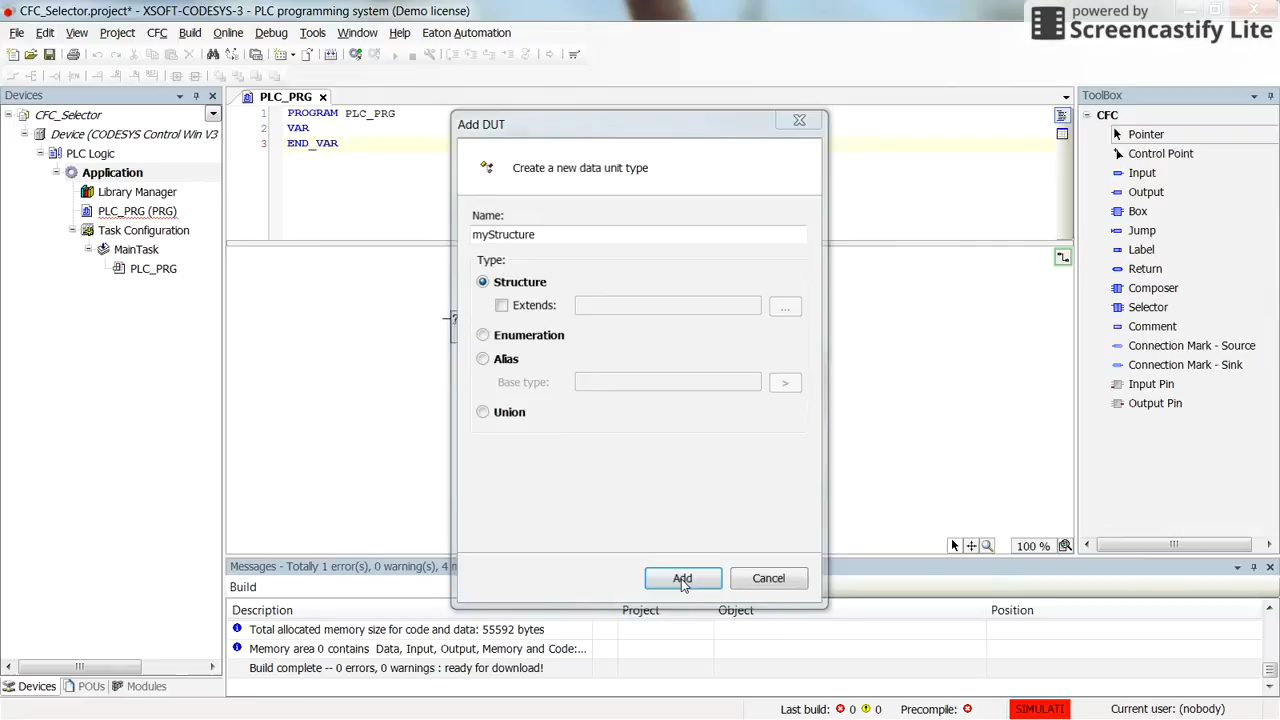 CFC_Selector.project* - XSOFT-CODESYS-3 - PLC programming system (Demo license)
powered by
Screencastify Lite
File Edit View Project CFC Build Online Debug Tools Window Help Eaton Automation
Devices
CFC_Selector
Device (CODESYS Control Win V3
PLC Logic
Application
Library Manager
PLC_PRG (PRG)
Task Configuration
MainTask
PLC_PRG
Devices POUs Modules
PLC_PRG
1 PROGRAM PLC_PRG
2 VAR
3 END_VAR
Add DUT
Create a new data unit type
Name:
myStructure
Type:
Structure
Extends:
...
Enumeration
Alias
Base type:
>
Union
Add Cancel
100 %
ToolBox
CFC
Pointer
Control Point
Input
Output
Box
Jump
Label
Return
Composer
Selector
Comment
Connection Mark - Source
Connection Mark - Sink
Input Pin
Output Pin
Messages - Totally 1 error(s), 0 warning(s), 4 m
Build
Description Project Object Position
Total allocated memory size for code and data: 55592 bytes
Memory area 0 contains Data, Input, Output, Memory and Code:...
Build complete -- 0 errors, 0 warnings : ready for download!
Last build: 0 0 Precompile: SIMULATI Current user: (nobody)